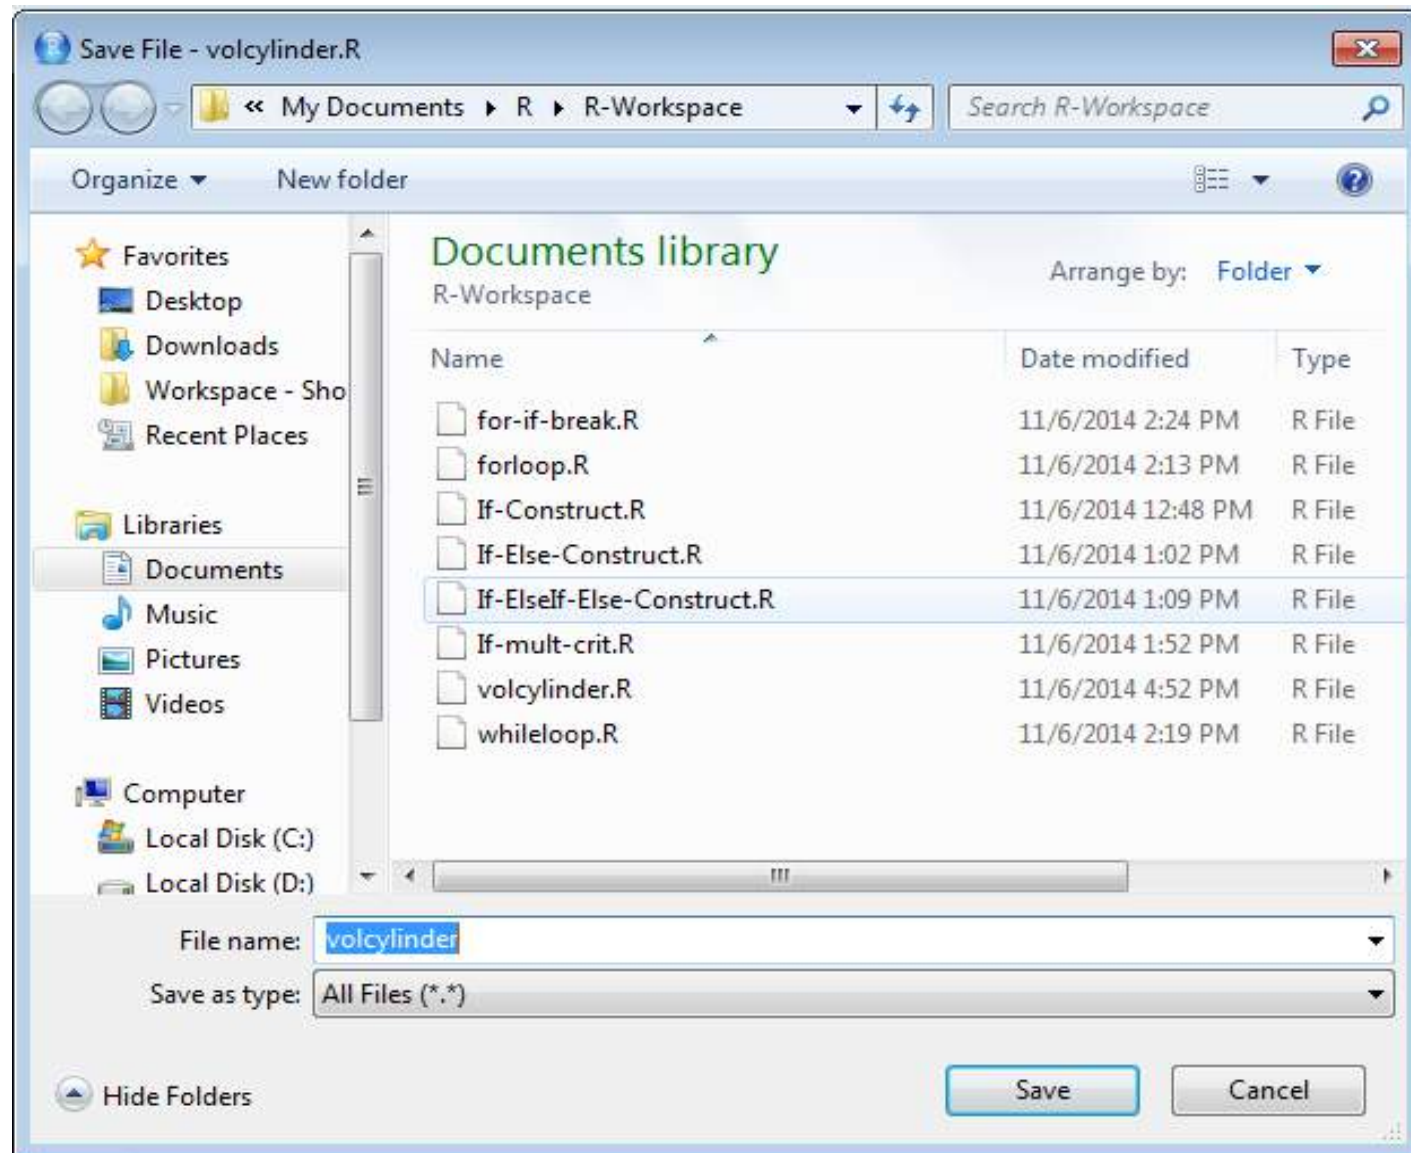 Save File - volcylinder.R
« My Documents R R-Workspace Search R-Workspace
Organize New folder
Favorites
Desktop
Downloads
Workspace - Sho
Recent Places
Libraries
Documents
Music
Pictures
Videos
Computer
Local Disk (C:)
Local Disk (D:)
Documents library
R-Workspace
Arrange by: Folder
Name Date modified Type
for-if-break.R 11/6/2014 2:24 PM R File
forloop.R 11/6/2014 2:13 PM R File
If-Construct.R 11/6/2014 12:48 PM R File
If-Else-Construct.R 11/6/2014 1:02 PM R File
If-ElseIf-Else-Construct.R 11/6/2014 1:09 PM R File
If-mult-crit.R 11/6/2014 1:52 PM R File
volcylinder.R 11/6/2014 4:52 PM R File
whileloop.R 11/6/2014 2:19 PM R File
File name: volcylinder
Save as type: All Files (*.*)
Hide Folders Save Cancel